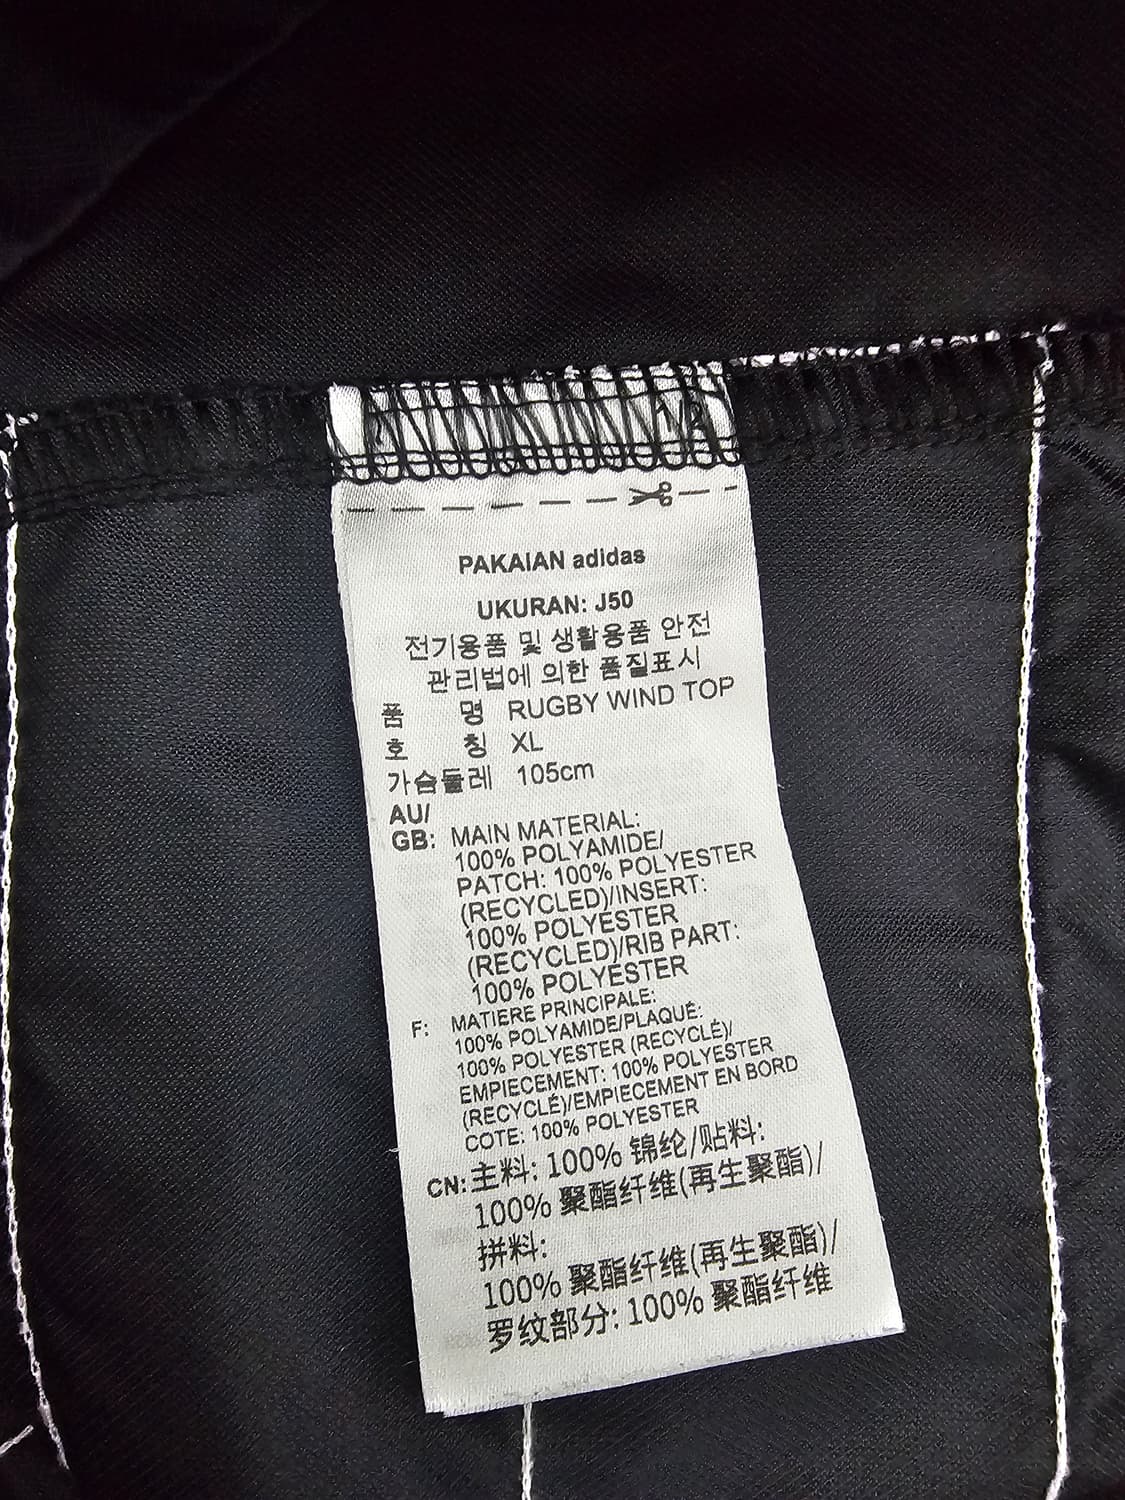 PAKAIAN adidas
UKURAN: J50
전기용품 및 생활용품 안전
관리법에 의한 품질표시
품 명 RUGBY WIND TOP
호 칭 XL
가슴둘레 105cm
AU/
GB: MAIN MATERIAL:
100% POLYAMIDE/
PATCH: 100% POLYESTER
(RECYCLED)/INSERT:
100% POLYESTER
(RECYCLED)/RIB PART:
100% POLYESTER
F: MATIERE PRINCIPALE:
100% POLYAMIDE/PLAQUÉ:
100% POLYESTER (RECYCLÉ)/
EMPIECEMENT: 100% POLYESTER
(RECYCLÉ)/EMPIECEMENT EN BORD
COTE: 100% POLYESTER
CN: 主料: 100% 锦纶/贴料:
100% 聚酯纤维(再生聚酯)/
拼料:
100% 聚酯纤维(再生聚酯)/
罗纹部分: 100% 聚酯纤维